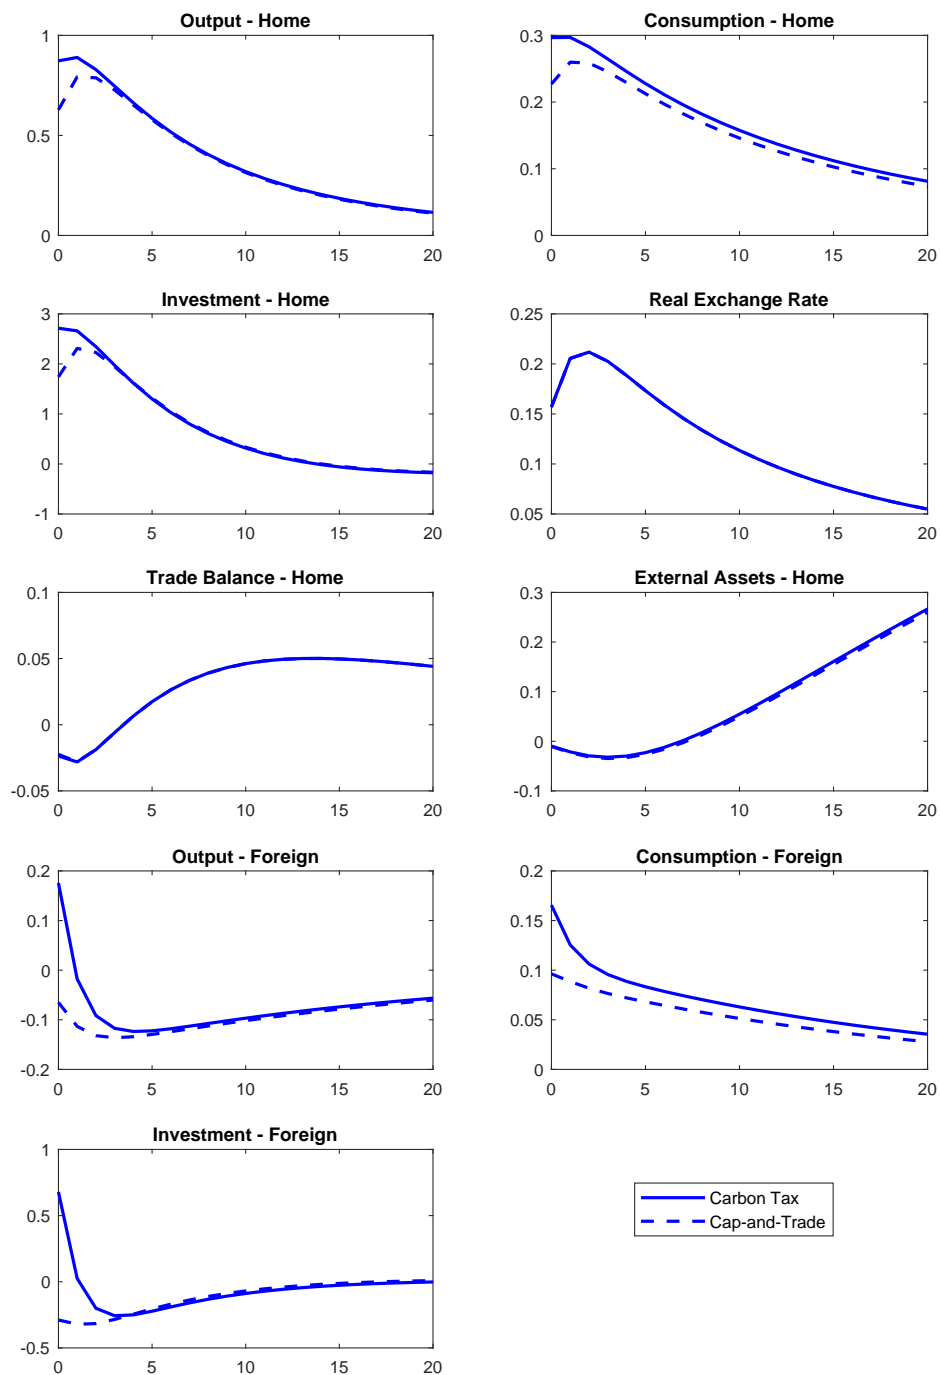 Output - Home
1
0.5
0
0 5 10 15 20
Consumption - Home
0.3
0.2
0.1
0
0 5 10 15 20
Investment - Home
3
2
1
0
-1
0 5 10 15 20
Real Exchange Rate
0.25
0.2
0.15
0.1
0.05
0 5 10 15 20
Trade Balance - Home
0.1
0.05
0
-0.05
0 5 10 15 20
External Assets - Home
0.3
0.2
0.1
0
-0.1
0 5 10 15 20
Output - Foreign
0.2
0.1
0
-0.1
-0.2
0 5 10 15 20
Consumption - Foreign
0.2
0.15
0.1
0.05
0
0 5 10 15 20
Investment - Foreign
1
0.5
0
-0.5
0 5 10 15 20
Carbon Tax
Cap-and-Trade